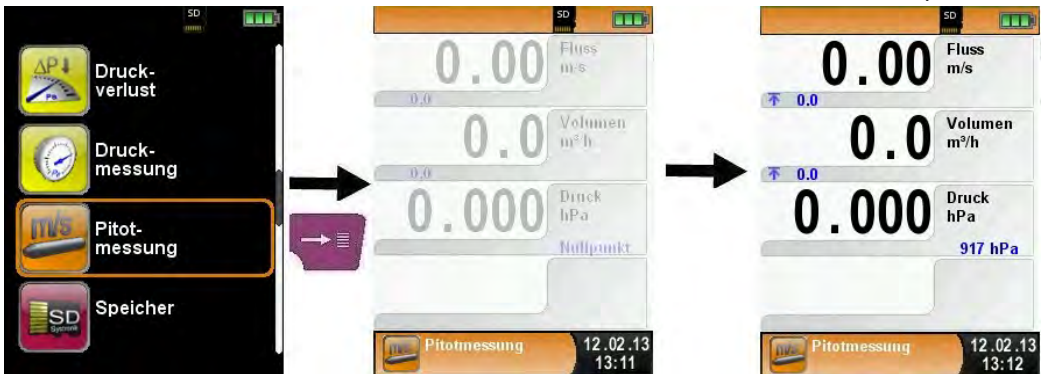 SD
ΔP
Pa
Druck-
verlust
Druck-
messung
m/s
Pitot-
messung
SD
Speicher
SD
0.00
Fluss
m/s
0.0
0.0
Volumen
m³/h
0.0
0.000
Druck
hPa
Nullpunkt
m/s
Pitotmessung
12.02.13
13:11
SD
0.00
Fluss
m/s
0.0
0.0
Volumen
m³/h
0.0
0.000
Druck
hPa
917 hPa
m/s
Pitotmessung
12.02.13
13:12